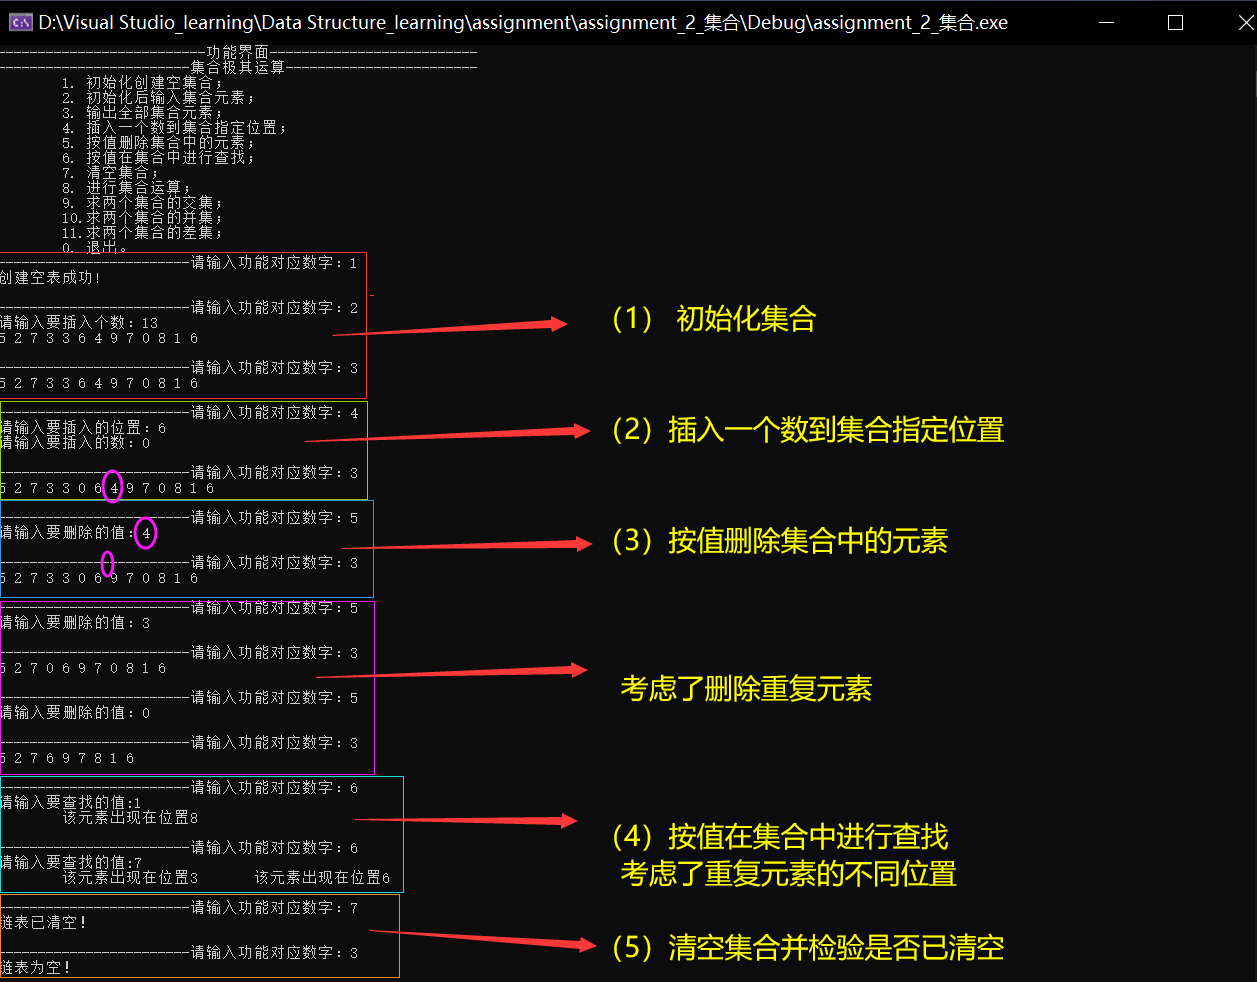 D:\Visual Studio_learning\Data Structure_learning\assignment\assignment_2_集合\Debug\assignment_2_集合.exe
--------------------------功能界面--------------------------
------------------------集合极其运算------------------------
1. 初始化创建空集合;
2. 初始化后输入集合元素;
3. 输出全部集合元素;
4. 插入一个数到集合指定位置;
5. 按值删除集合中的元素;
6. 按值在集合中进行查找;
7. 清空集合;
8. 进行集合运算;
9. 求两个集合的交集;
10.求两个集合的并集;
11.求两个集合的差集;
0. 退出。
------------------------请输入功能对应数字: 1
创建空表成功!
------------------------请输入功能对应数字: 2
请输入要插入个数: 13
5 2 7 3 3 6 4 9 7 0 8 1 6
------------------------请输入功能对应数字: 3
5 2 7 3 3 6 4 9 7 0 8 1 6
------------------------请输入功能对应数字: 4
请输入要插入的位置: 6
请输入要插入的数: 0
------------------------请输入功能对应数字: 3
5 2 7 3 3 0 6 4 9 7 0 8 1 6
------------------------请输入功能对应数字: 5
请输入要删除的值: 4
------------------------请输入功能对应数字: 3
5 2 7 3 3 0 6 9 7 0 8 1 6
------------------------请输入功能对应数字: 5
请输入要删除的值: 3
------------------------请输入功能对应数字: 3
5 2 7 0 6 9 7 0 8 1 6
------------------------请输入功能对应数字: 5
请输入要删除的值: 0
------------------------请输入功能对应数字: 3
5 2 7 6 9 7 8 1 6
------------------------请输入功能对应数字: 6
请输入要查找的值:1
该元素出现在位置8
------------------------请输入功能对应数字: 6
请输入要查找的值:7
该元素出现在位置3 该元素出现在位置6
------------------------请输入功能对应数字: 7
链表已清空!
------------------------请输入功能对应数字: 3
链表为空!
（1） 初始化集合
（2）插入一个数到集合指定位置
（3）按值删除集合中的元素
考虑了删除重复元素
（4）按值在集合中进行查找
考虑了重复元素的不同位置
（5）清空集合并检验是否已清空